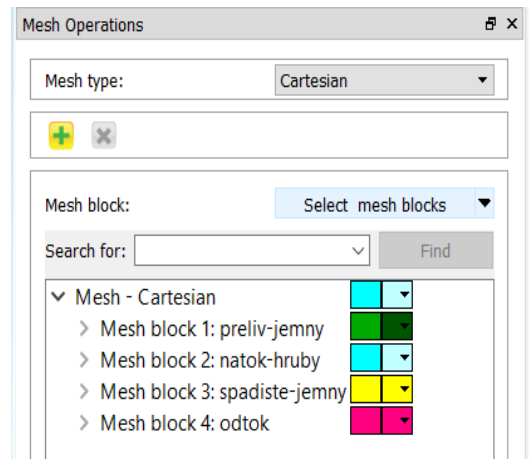 Mesh Operations
Mesh type: Cartesian
Mesh block: Select mesh blocks
Search for: Find
Mesh - Cartesian
Mesh block 1: preliv-jemny
Mesh block 2: natok-hruby
Mesh block 3: spadiste-jemny
Mesh block 4: odtok